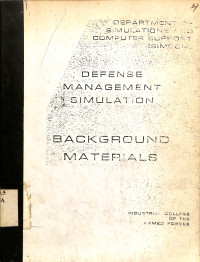 DEPARTMENT OF
SIMULATIONS AND
COMPUTER SUPPORT
(SIMCOM)
DEFENSE
MANAGEMENT
SIMULATION
BACKGROUND
MATERIALS
INDUSTRIAL COLLEGE
OF THE
ARMED FORCES